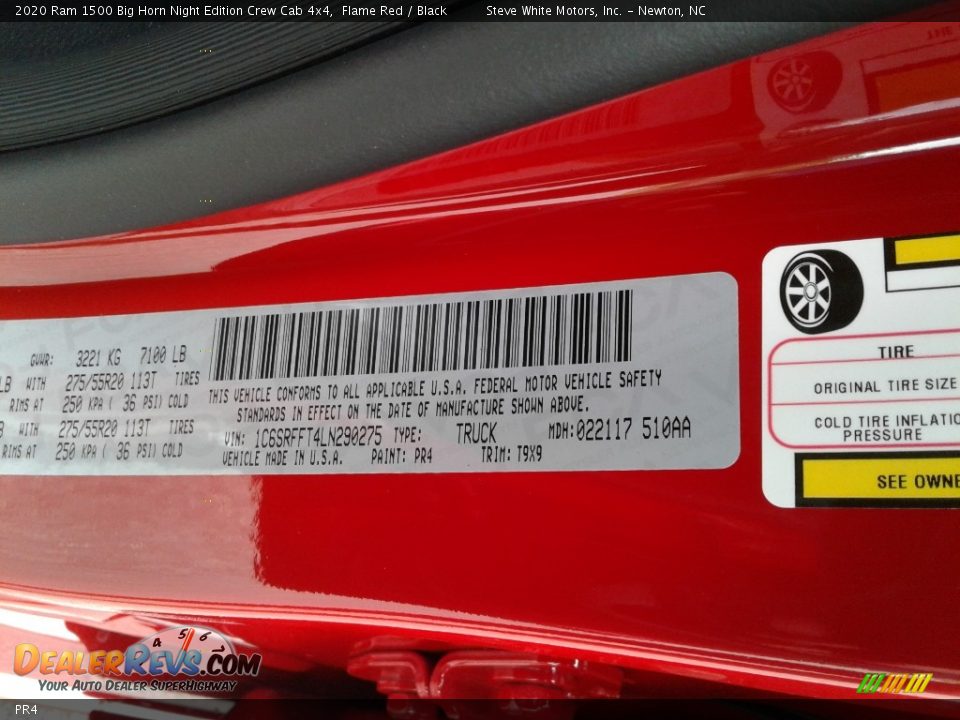 2020 Ram 1500 Big Horn Night Edition Crew Cab 4x4, Flame Red / Black Steve White Motors, Inc. - Newton, NC
GVWR: 3221 KG 7100 LB
LB WITH 275/55R20 113T TIRES
RIMS AT 250 KPA ( 36 PSI) COLD
WITH 275/55R20 113T TIRES
RIMS AT 250 KPA ( 36 PSI) COLD
THIS VEHICLE CONFORMS TO ALL APPLICABLE U.S.A. FEDERAL MOTOR VEHICLE SAFETY
STANDARDS IN EFFECT ON THE DATE OF MANUFACTURE SHOWN ABOVE.
VIN: 1C6SRFFT4LN290275 TYPE: TRUCK MDH:022117 510AA
VEHICLE MADE IN U.S.A. PAINT: PR4 TRIM: T9X9
TIRE
ORIGINAL TIRE SIZE
COLD TIRE INFLATIO
PRESSURE
SEE OWNE
4 5 6
DEALERREVS.COM
YOUR AUTO DEALER SUPERHIGHWAY
PR4